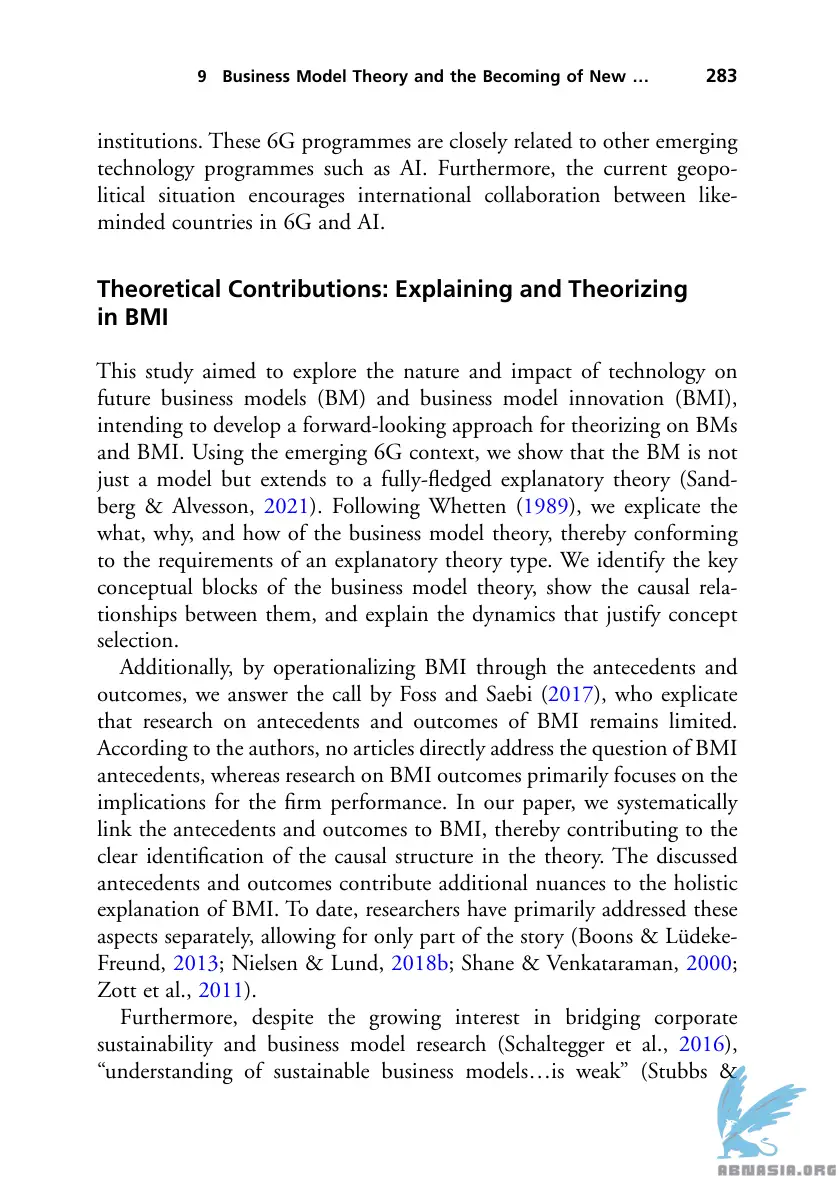 9 Business Model Theory and the Becoming of New … 283
institutions. These 6G programmes are closely related to other emerging
technology programmes such as AI. Furthermore, the current geopo-
litical situation encourages international collaboration between like-
minded countries in 6G and AI.
Theoretical Contributions: Explaining and Theorizing
in BMI
This study aimed to explore the nature and impact of technology on
future business models (BM) and business model innovation (BMI),
intending to develop a forward-looking approach for theorizing on BMs
and BMI. Using the emerging 6G context, we show that the BM is not
just a model but extends to a fully-fledged explanatory theory (Sand-
berg & Alvesson, 2021). Following Whetten (1989), we explicate the
what, why, and how of the business model theory, thereby conforming
to the requirements of an explanatory theory type. We identify the key
conceptual blocks of the business model theory, show the causal rela-
tionships between them, and explain the dynamics that justify concept
selection.
Additionally, by operationalizing BMI through the antecedents and
outcomes, we answer the call by Foss and Saebi (2017), who explicate
that research on antecedents and outcomes of BMI remains limited.
According to the authors, no articles directly address the question of BMI
antecedents, whereas research on BMI outcomes primarily focuses on the
implications for the firm performance. In our paper, we systematically
link the antecedents and outcomes to BMI, thereby contributing to the
clear identification of the causal structure in the theory. The discussed
antecedents and outcomes contribute additional nuances to the holistic
explanation of BMI. To date, researchers have primarily addressed these
aspects separately, allowing for only part of the story (Boons & Lüdeke-
Freund, 2013; Nielsen & Lund, 2018b; Shane & Venkataraman, 2000;
Zott et al., 2011).
Furthermore, despite the growing interest in bridging corporate
sustainability and business model research (Schaltegger et al., 2016),
“understanding of sustainable business models…is weak” (Stubbs &
ABNASIA.ORG